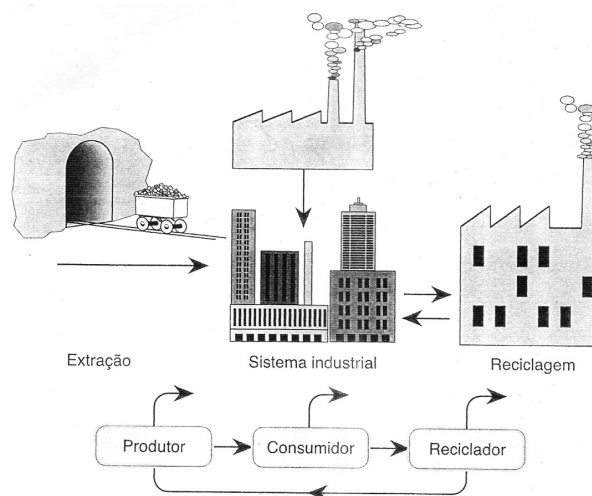 Extração
Sistema industrial
Reciclagem
Produtor
Consumidor
Reciclador